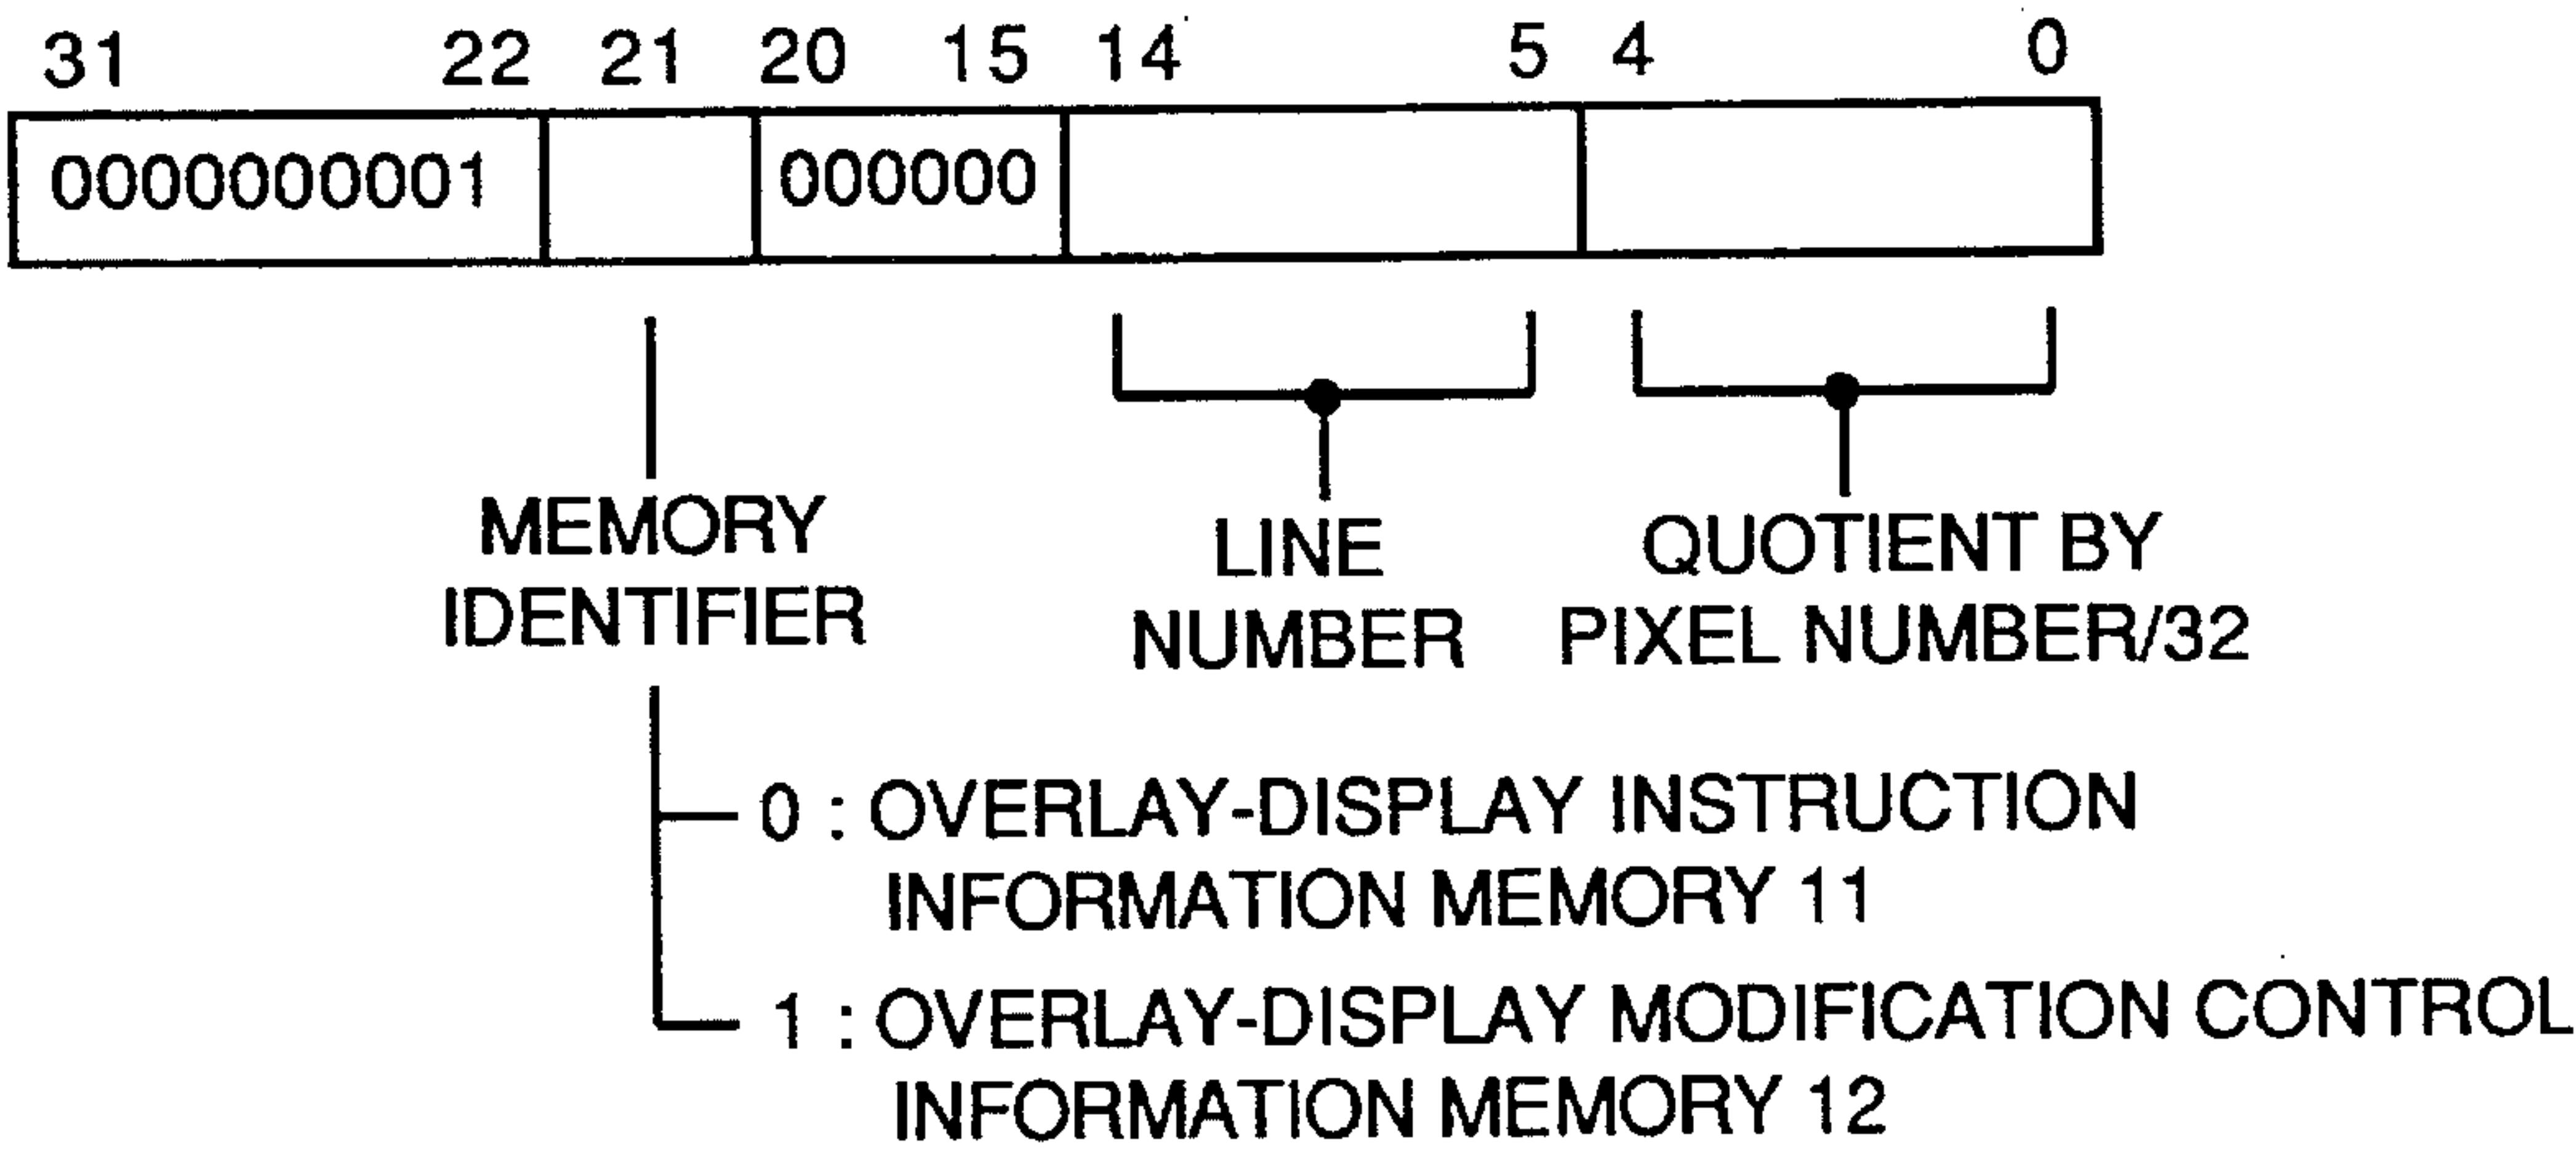 31 22 21 20 15 14 5 4 0
0000000001 000000
MEMORY
IDENTIFIER
LINE
NUMBER
QUOTIENT BY
PIXEL NUMBER/32
0 : OVERLAY-DISPLAY INSTRUCTION
INFORMATION MEMORY 11
1 : OVERLAY-DISPLAY MODIFICATION CONTROL
INFORMATION MEMORY 12